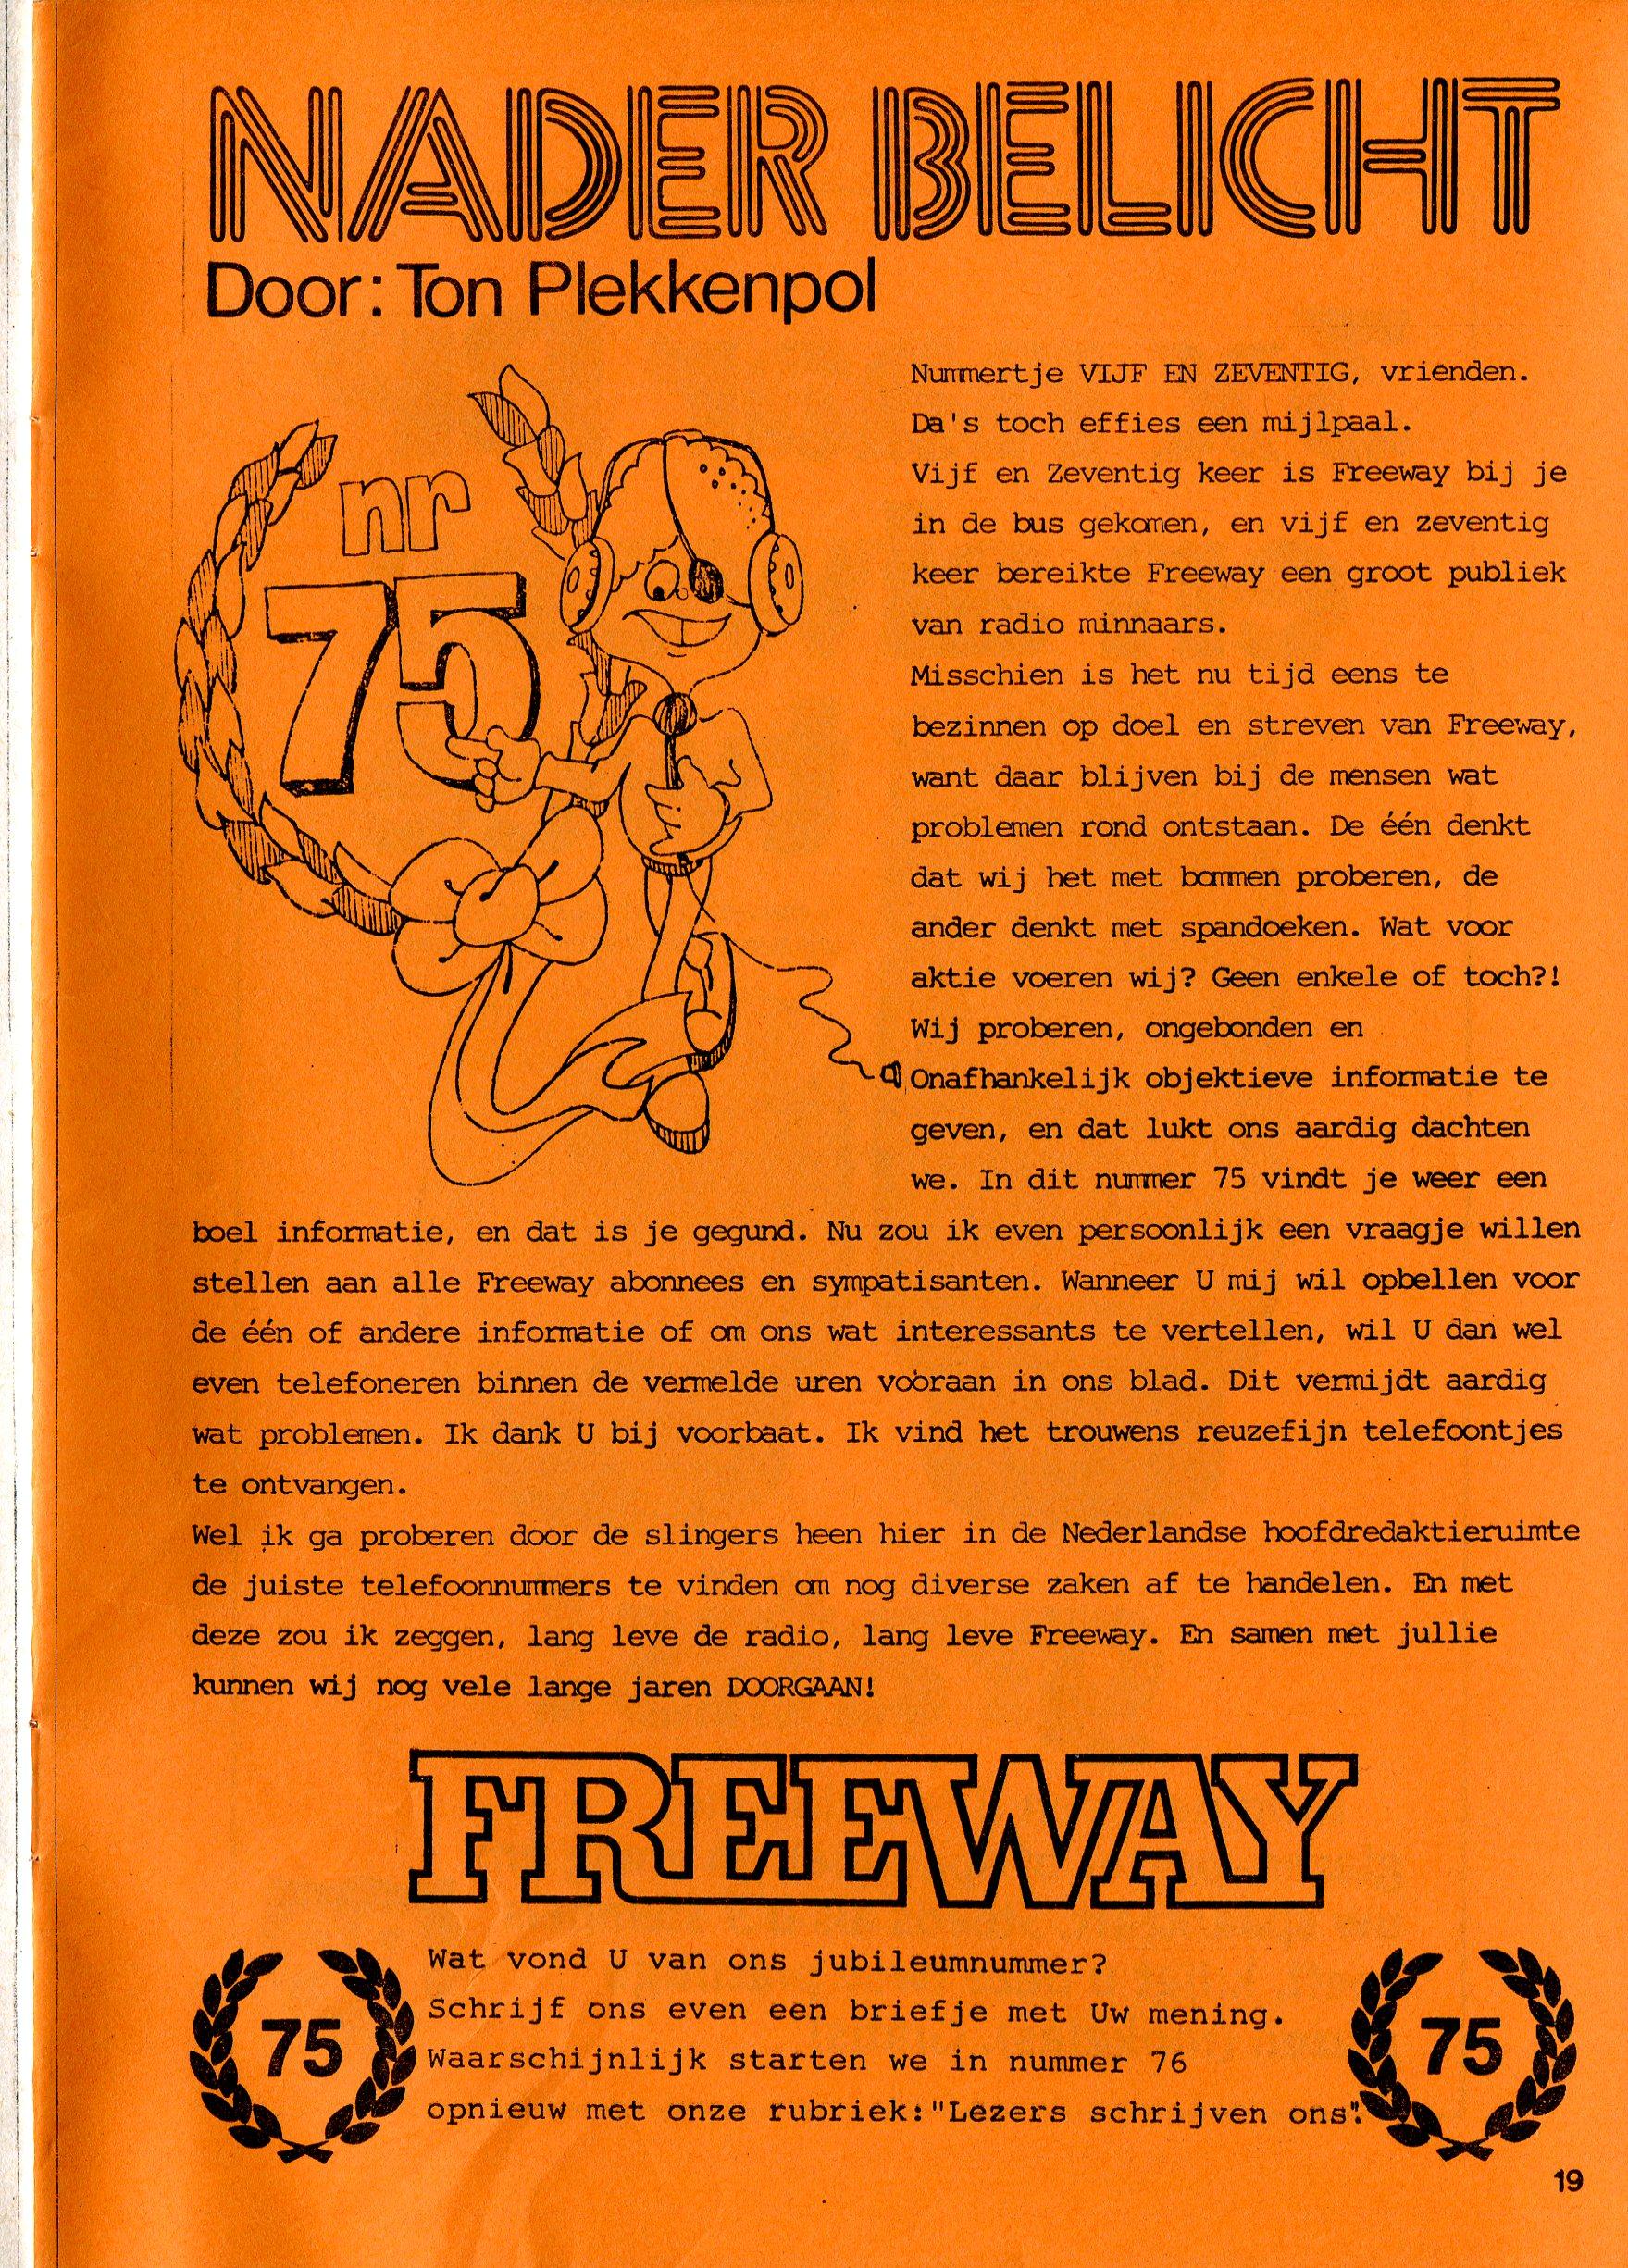 NADER BELICHT
Door: Ton Plekkenpol
nr
75
Nummertje VIJF EN ZEVENTIG, vrienden.
Da's toch effies een mijlpaal.
Vijf en Zeventig keer is Freeway bij je
in de bus gekomen, en vijf en zeventig
keer bereikte Freeway een groot publiek
van radio minnaars.
Misschien is het nu tijd eens te
bezinnen op doel en streven van Freeway,
want daar blijven bij de mensen wat
problemen rond ontstaan. De één denkt
dat wij het met bommen proberen, de
ander denkt met spandoeken. Wat voor
aktie voeren wij? Geen enkele of toch?!
Wij proberen, ongebonden en
Onafhankelijk objektieve informatie te
geven, en dat lukt ons aardig dachten
we. In dit nummer 75 vindt je weer een
boel informatie, en dat is je gegund. Nu zou ik even persoonlijk een vraagje willen
stellen aan alle Freeway abonnees en sympatisanten. Wanneer U mij wil opbellen voor
de één of andere informatie of om ons wat interessants te vertellen, wil U dan wel
even telefoneren binnen de vermelde uren vooraan in ons blad. Dit vermijdt aardig
wat problemen. Ik dank U bij voorbaat. Ik vind het trouwens reuzefijn telefoontjes
te ontvangen.
Wel ik ga proberen door de slingers heen hier in de Nederlandse hoofdredaktieruimte
de juiste telefoonnummers te vinden om nog diverse zaken af te handelen. En met
deze zou ik zeggen, lang leve de radio, lang leve Freeway. En samen met jullie
kunnen wij nog vele lange jaren DOORGAAN!
FREEWAY
75
Wat vond U van ons jubileumnummer?
Schrijf ons even een briefje met Uw mening.
Waarschijnlijk starten we in nummer 76
opnieuw met onze rubriek:"Lezers schrijven ons".
75
19